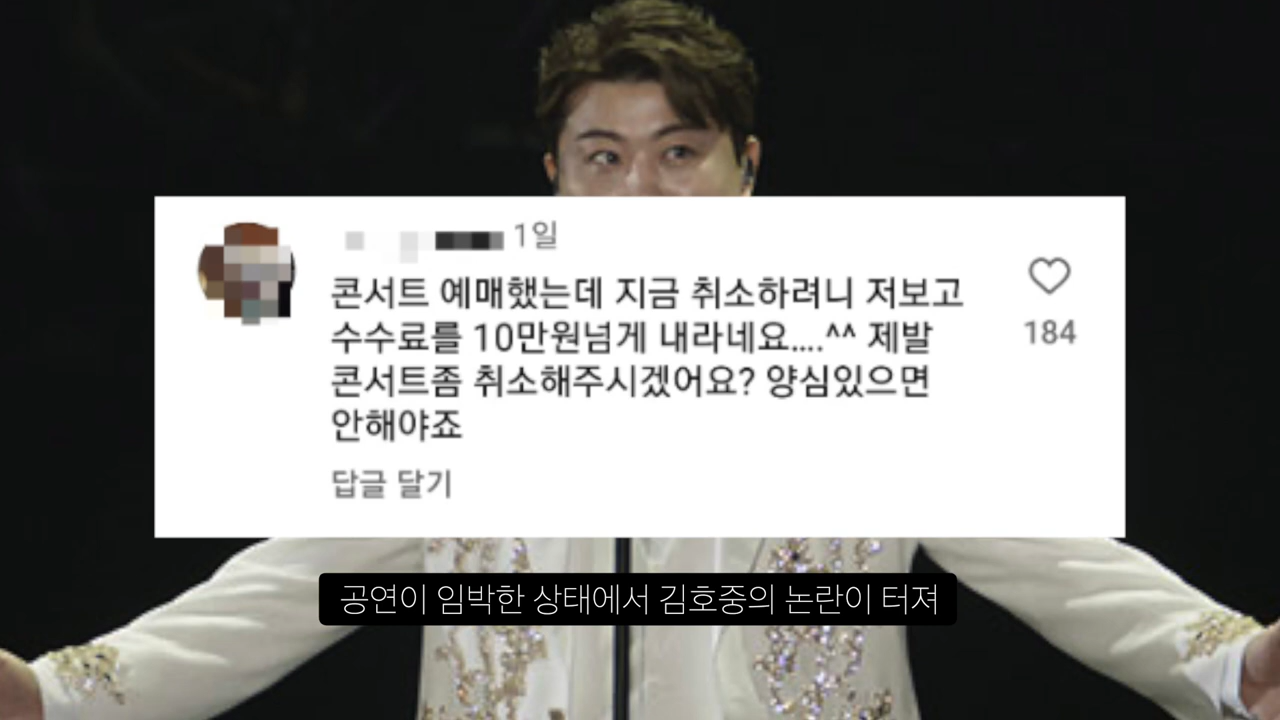 1일
콘서트 예매했는데 지금 취소하려니 저보고
수수료를 10만원넘게 내라네요....^^ 제발
콘서트좀 취소해주시겠어요? 양심있으면
안해야죠
184
답글 달기
공연이 임박한 상태에서 김호중의 논란이 터져